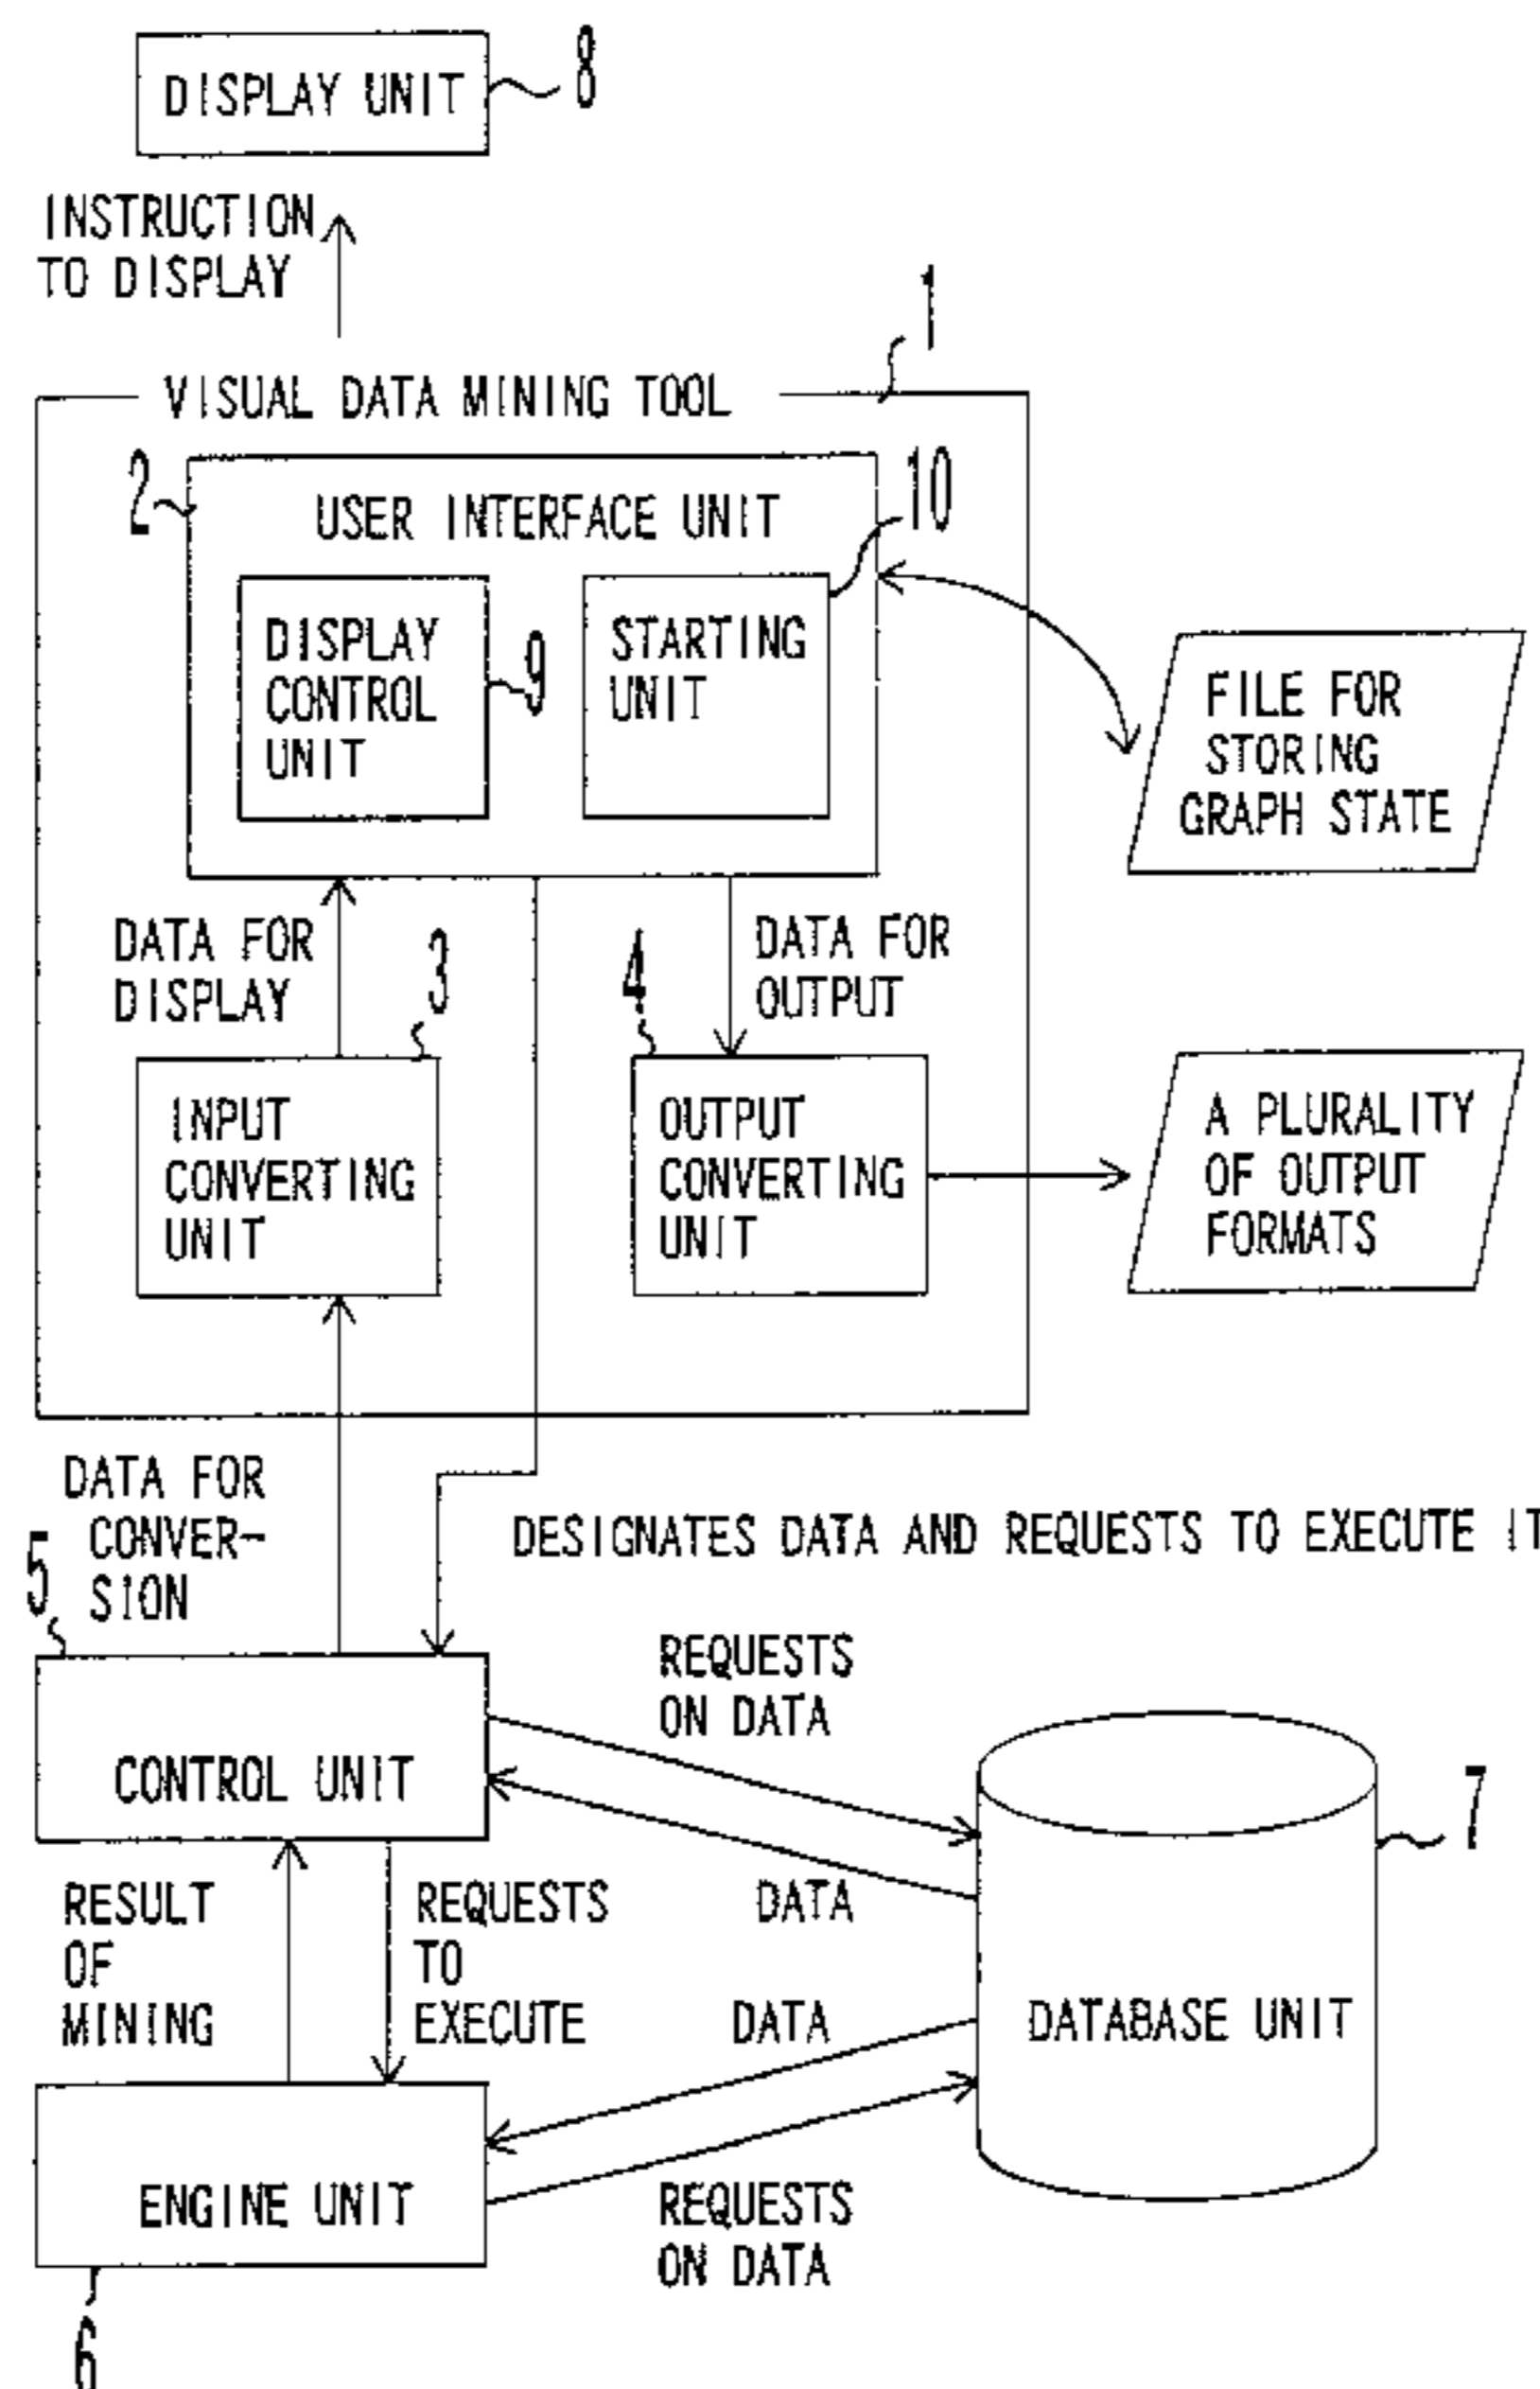 DISPLAY UNIT
8
INSTRUCTION
TO DISPLAY
1
VISUAL DATA MINING TOOL
2
USER INTERFACE UNIT
10
DISPLAY
CONTROL
UNIT
9
STARTING
UNIT
FILE FOR
STORING
GRAPH STATE
DATA FOR
DISPLAY
3
4
DATA FOR
OUTPUT
INPUT
CONVERTING
UNIT
OUTPUT
CONVERTING
UNIT
A PLURALITY
OF OUTPUT
FORMATS
DATA FOR
CONVER-
SION
5
DESIGNATES DATA AND REQUESTS TO EXECUTE IT
CONTROL UNIT
REQUESTS
ON DATA
7
RESULT
OF
MINING
REQUESTS
TO
EXECUTE
DATA
DATA
DATABASE UNIT
ENGINE UNIT
REQUESTS
ON DATA
6